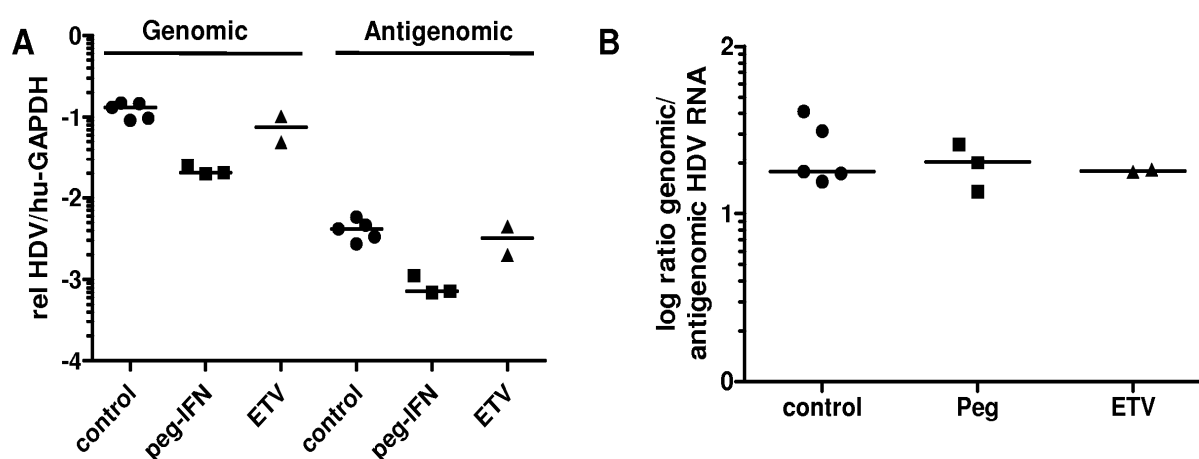 A
Genomic
Antigenomic
rel HDV/hu-GAPDH
0
-1
-2
-3
-4
control
peg-IFN
ETV
control
peg-IFN
ETV
B
log ratio genomic/
antigenomic HDV RNA
2
1
0
control
Peg
ETV